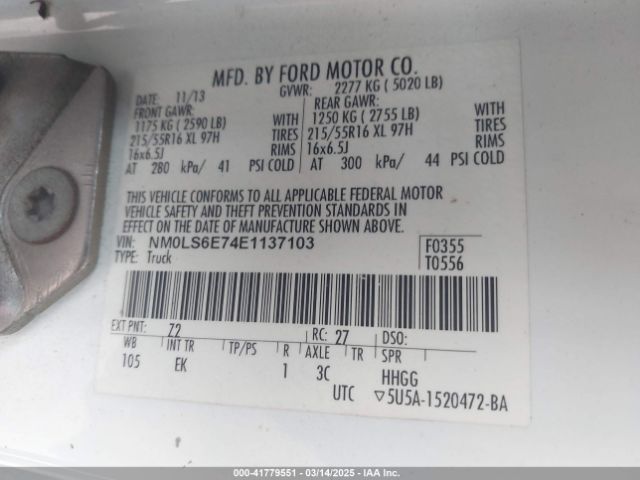 MFD. BY FORD MOTOR CO.
DATE: 11/13 GVWR: 2277 KG ( 5020 LB)
FRONT GAWR: REAR GAWR:
1175 KG ( 2590 LB) WITH 1250 KG ( 2755 LB) WITH
215/55R16 XL 97H TIRES 215/55R16 XL 97H TIRES
16x6.5J RIMS 16x6.5J RIMS
AT 280 kPa/ 41 PSI COLD AT 300 kPa/ 44 PSI COLD
THIS VEHICLE CONFORMS TO ALL APPLICABLE FEDERAL MOTOR
VEHICLE SAFETY AND THEFT PREVENTION STANDARDS IN
EFFECT ON THE DATE OF MANUFACTURE SHOWN ABOVE.
VIN: NM0LS6E74E1137103 F0355
TYPE: Truck T0556
EXT PNT: Z2 RC: 27 DSO:
WB INT TR TP/PS R AXLE TR SPR
105 EK 1 3C HHGG
UTC ▽5U5A-1520472-BA
000-41779551 | 03/14/2025 | IAA Inc.